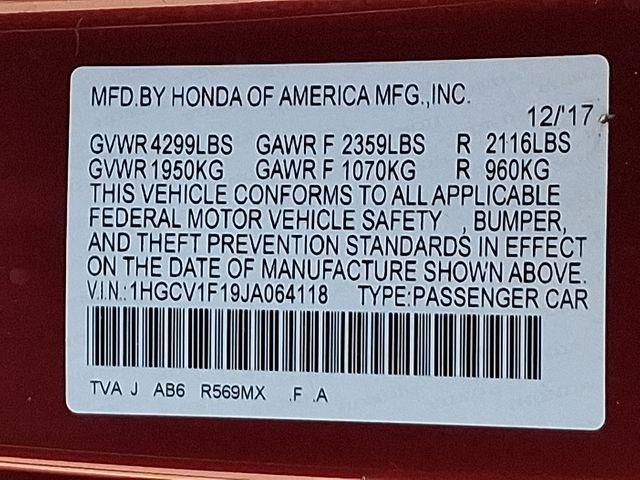 MFD.BY HONDA OF AMERICA MFG.,INC.
12/'17
GVWR 4299LBS GAWR F 2359LBS R 2116LBS
GVWR 1950KG GAWR F 1070KG R 960KG
THIS VEHICLE CONFORMS TO ALL APPLICABLE
FEDERAL MOTOR VEHICLE SAFETY , BUMPER,
AND THEFT PREVENTION STANDARDS IN EFFECT
ON THE DATE OF MANUFACTURE SHOWN ABOVE.
V.I.N.:1HGCV1F19JA064118 TYPE:PASSENGER CAR
TVA J AB6 R569MX .F .A